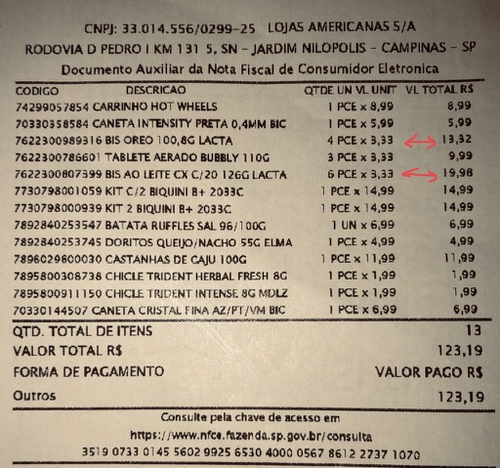 CNPJ: 33.014.556/0299-25 LOJAS AMERICANAS S/A
RODOVIA D PEDRO I KM 131 5, SN - JARDIM NILOPOLIS - CAMPINAS - SP
Documento Auxiliar da Nota Fiscal de Consumidor Eletronica
CODIGO DESCRICAO QTDE UN VL UNIT VL TOTAL R$
74299057854 CARRINHO HOT WHEELS 1 PCE x 8,99 8,99
70330358584 CANETA INTENSITY PRETA 0,4MM BIC 1 PCE x 5,99 5,99
7622300989316 BIS OREO 100,8G LACTA 4 PCE x 3,33 13,32
7622300786601 TABLETE AERADO BUBBLY 110G 3 PCE x 3,33 9,99
7622300807399 BIS AO LEITE CX C/20 126G LACTA 6 PCE x 3,33 19,98
7730798001059 KIT C/2 BIQUINI B+ 2033C 1 PCE x 14,99 14,99
7730798000939 KIT 2 BIQUINI B+ 2033C 1 PCE x 14,99 14,99
7892840253547 BATATA RUFFLES SAL 96/100G 1 UN x 6,99 6,99
7892840253745 DORITOS QUEIJO/NACHO 55G ELMA 1 PCE x 4,99 4,99
7896029800030 CASTANHAS DE CAJU 100G 1 PCE x 11,99 11,99
7895800308738 CHICLE TRIDENT HERBAL FRESH 8G 1 PCE x 1,99 1,99
7895800911150 CHICLE TRIDENT INTENSE 8G MDLZ 1 PCE x 1,99 1,99
70330144507 CANETA CRISTAL FINA AZ/PT/VM BIC 1 PCE x 6,99 6,99
QTD. TOTAL DE ITENS 13
VALOR TOTAL R$ 123,19
FORMA DE PAGAMENTO VALOR PAGO R$
Outros 123,19
Consulte pela chave de acesso em
https://www.nfce.fazenda.sp.gov.br/consulta
3519 0733 0145 5602 9925 6530 4000 0567 8612 2737 1070